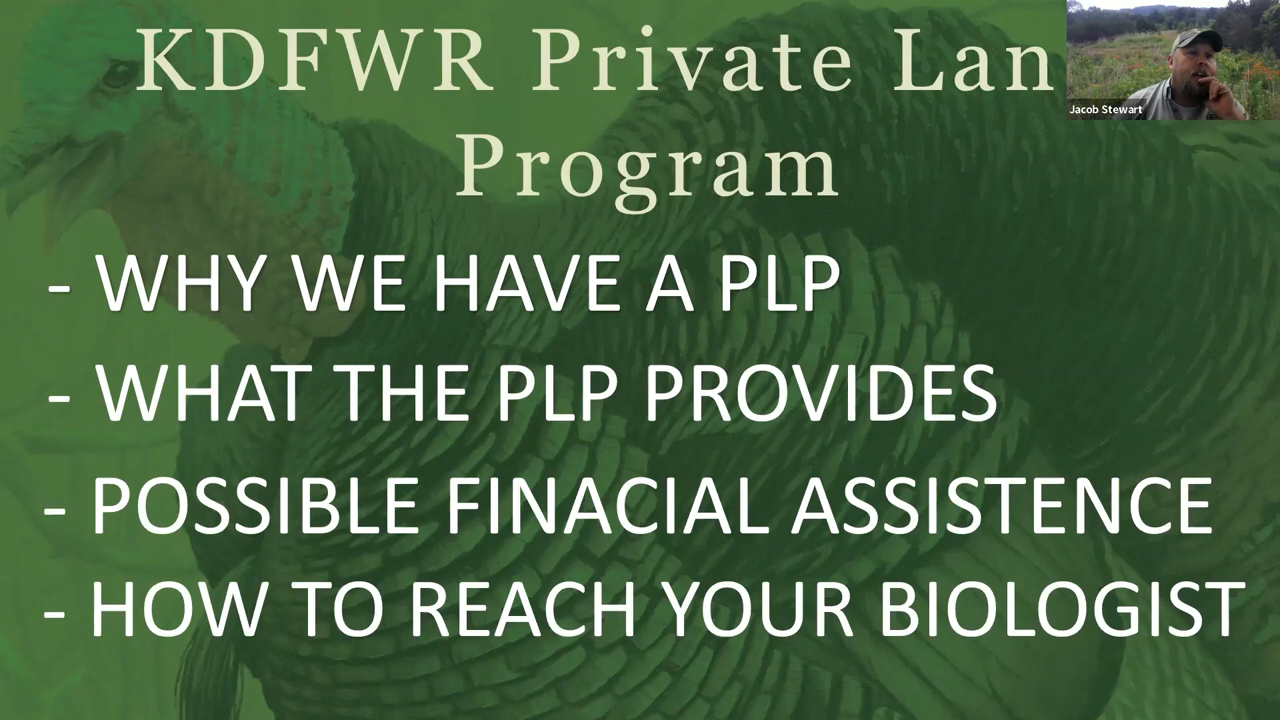 KDFWR Private Lan
Program
Jacob Stewart
- WHY WE HAVE A PLP
- WHAT THE PLP PROVIDES
- POSSIBLE FINACIAL ASSISTENCE
- HOW TO REACH YOUR BIOLOGIST